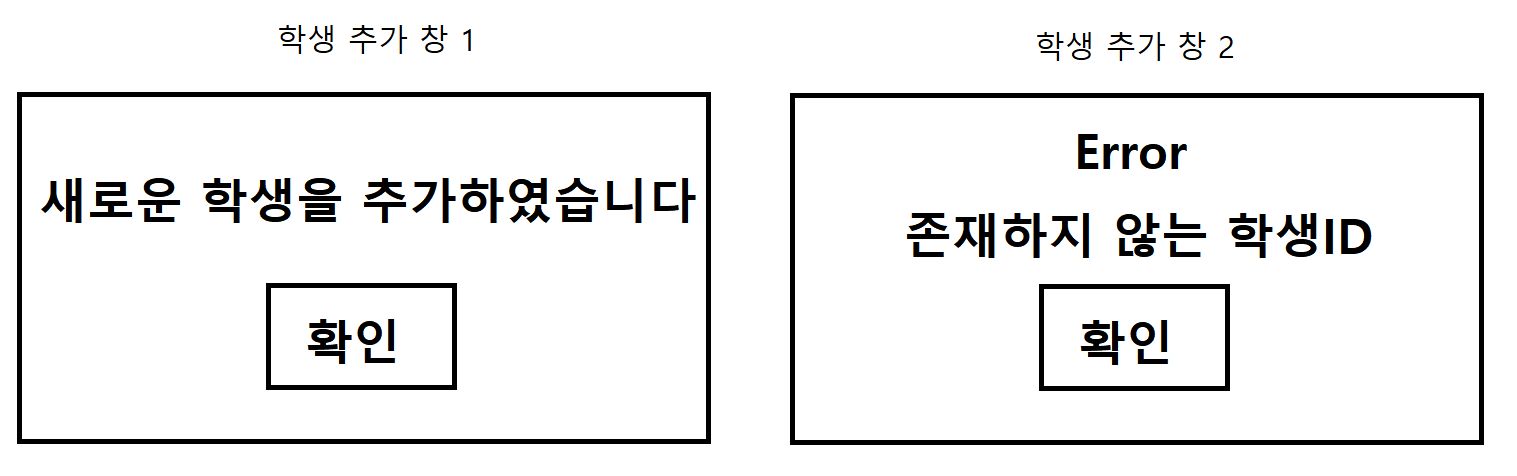 학생 추가 창 1
새로운 학생을 추가하였습니다
확인
학생 추가 창 2
Error
존재하지 않는 학생ID
확인